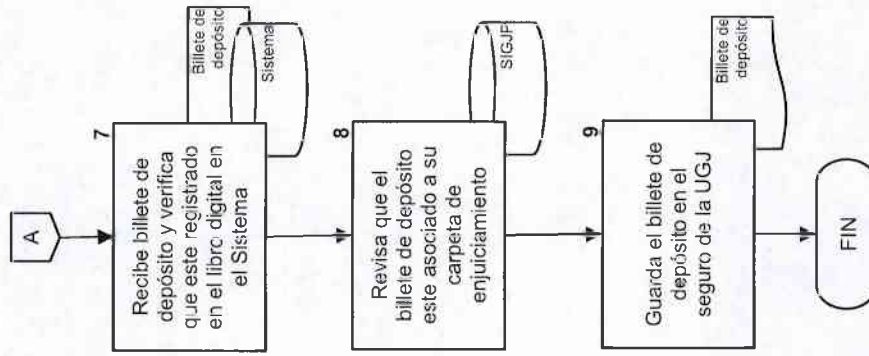 A
7
Recibe billete de
depósito y verifica
que este registrado
en el libro digital en
el Sistema
Billete de
depósito
Sistema
8
Revisa que el
billete de depósito
este asociado a su
carpeta de
enjuiciamiento
SIGJP
9
Guarda el billete de
depósito en el
seguro de la UGJ
Billete de
depósito
FIN